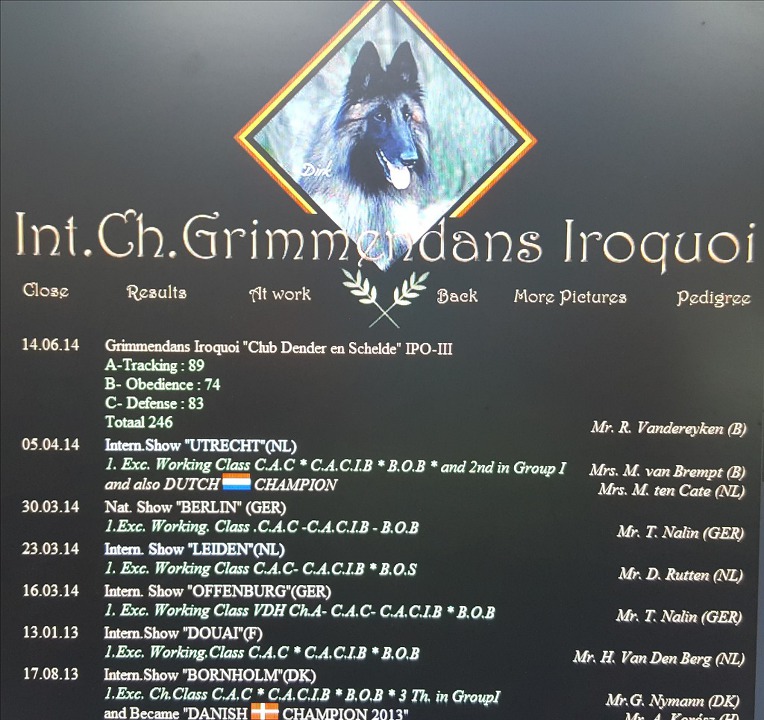 Dirk
Int.Ch.Grimmendans Iroquoi
Close Results At work Back More Pictures Pedigree
14.06.14 Grimmendans Iroquoi "Club Dender en Schelde" IPO-III
A-Tracking : 89
B- Obedience : 74
C- Defense : 83
Totaal 246 Mr. R. Vandereyken (B)
05.04.14 Intern.Show "UTRECHT"(NL)
1. Exc. Working Class C.A.C * C.A.C.I.B * B.O.B * and 2nd in Group I Mrs. M. van Brempt (B)
and also DUTCH CHAMPION Mrs. M. ten Cate (NL)
30.03.14 Nat. Show "BERLIN" (GER)
1.Exc. Working. Class .C.A.C -C.A.C.I.B - B.O.B Mr. T. Nalin (GER)
23.03.14 Intern. Show "LEIDEN"(NL)
1. Exc. Working Class C.A.C- C.A.C.I.B * B.O.S Mr. D. Rutten (NL)
16.03.14 Intern. Show "OFFENBURG"(GER)
1. Exc. Working Class VDH Ch.A- C.A.C- C.A.C.I.B * B.O.B Mr. T. Nalin (GER)
13.01.13 Intern.Show "DOUAI"(F)
1.Exc. Working.Class C.A.C * C.A.C.I.B * B.O.B Mr. H. Van Den Berg (NL)
17.08.13 Intern.Show "BORNHOLM"(DK)
1.Exc. Ch.Class C.A.C * C.A.C.I.B * B.O.B * 3 Th. in GroupI Mr.G. Nymann (DK)
and Became "DANISH CHAMPION 2013" Mr. A.